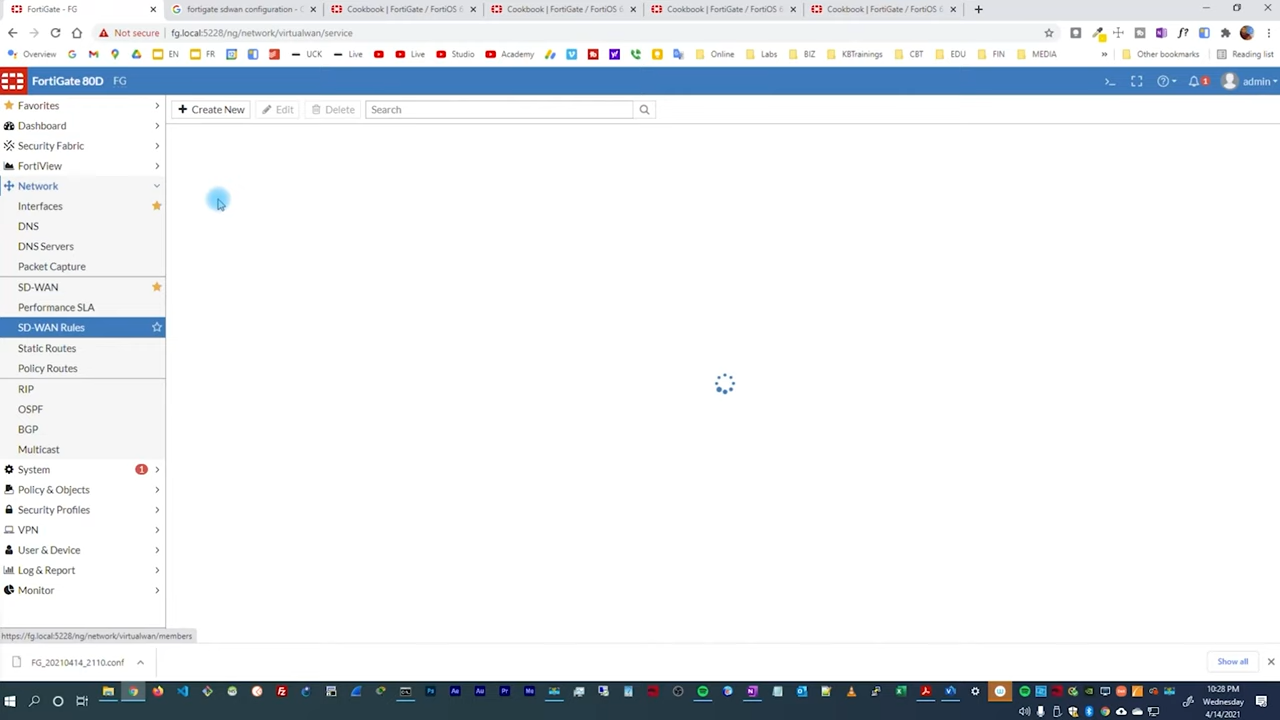 FortiGate - FG
fortigate sdwan configuration - G
Cookbook | FortiGate / FortiOS 6
Cookbook | FortiGate / FortiOS 6
Cookbook | FortiGate / FortiOS 6
Cookbook | FortiGate / FortiOS 6
Not secure
fg.local:5228/ng/network/virtualwan/service
Overview
EN
FR
UCK
Live
Live
Studio
Academy
Online
Labs
BIZ
KBTrainings
CBT
EDU
FIN
MEDIA
Other bookmarks
Reading list
FortiGate 80D FG
1
admin
Favorites
Dashboard
Security Fabric
FortiView
Network
Interfaces
DNS
DNS Servers
Packet Capture
SD-WAN
Performance SLA
SD-WAN Rules
Static Routes
Policy Routes
RIP
OSPF
BGP
Multicast
System 1
Policy & Objects
Security Profiles
VPN
User & Device
Log & Report
Monitor
+ Create New
Edit
Delete
Search
https://fg.local:5228/ng/network/virtualwan/members
FG_20210414_2110.conf
Show all
10:28 PM
Wednesday
4/14/2021